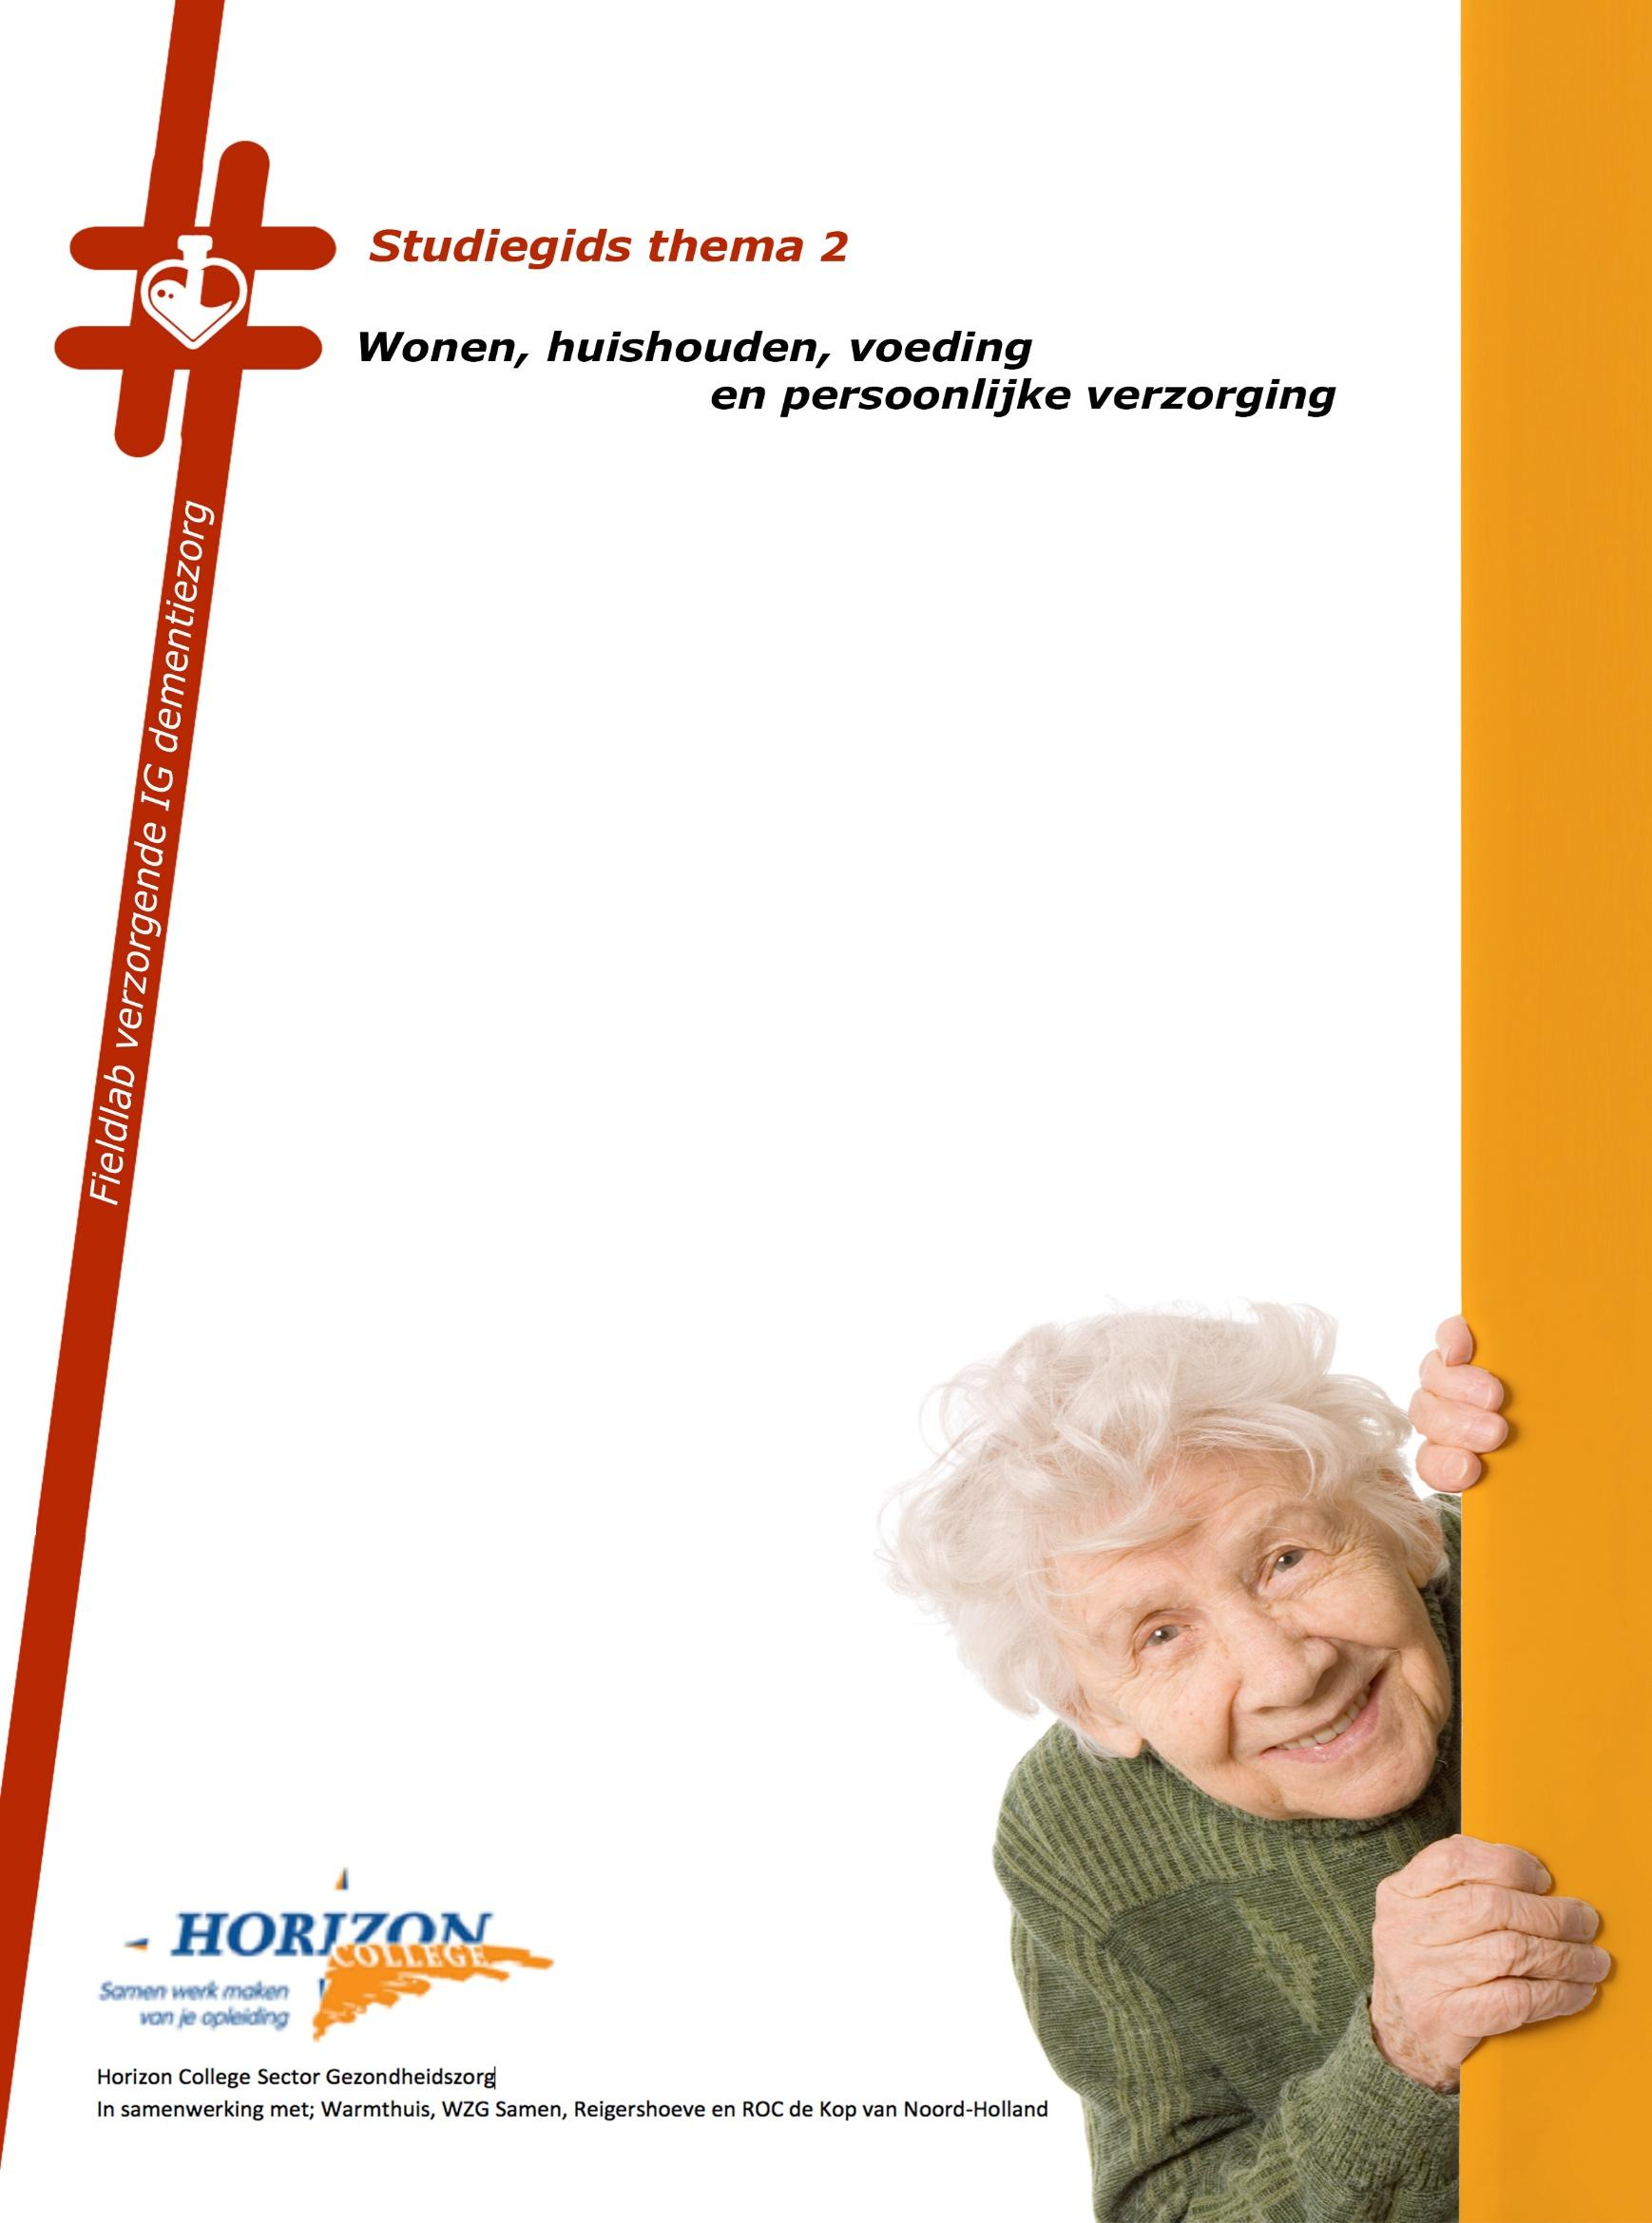 Studiegids thema 2
Wonen, huishouden, voeding
en persoonlijke verzorging
Fieldlab verzorgende IG dementiezorg
HORIZON
COLLEGE
Samen werk maken
van je opleiding
Horizon College Sector Gezondheidszorg
In samenwerking met; Warmthuis, WZG Samen, Reigershoeve en ROC de Kop van Noord-Holland